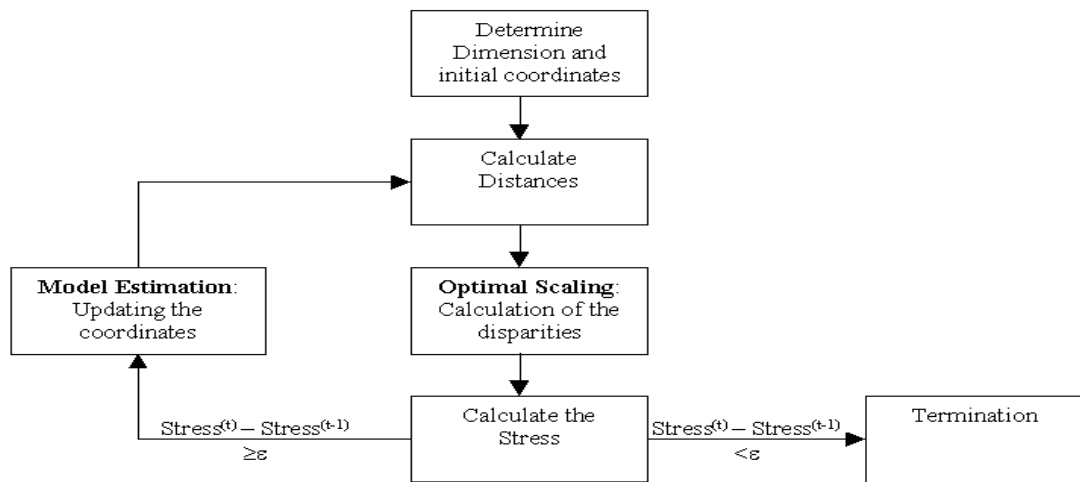 Determine
Dimension and
initial coordinates
Calculate
Distances
Model Estimation:
Updating the
coordinates
Optimal Scaling:
Calculation of the
disparities
Stress(t) – Stress(t-1)
≥ε
Calculate the
Stress
Stress(t) – Stress(t-1)
<ε
Termination